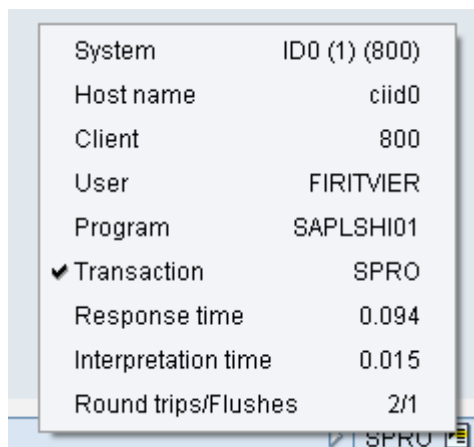 System ID0 (1) (800)
Host name ciid0
Client 800
User FIRITVIER
Program SAPLSHI01
Transaction SPRO
Response time 0.094
Interpretation time 0.015
Round trips/Flushes 2/1
SPRO